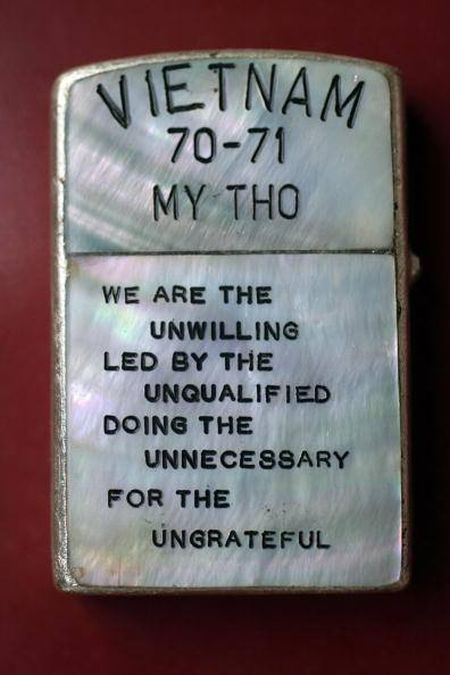 VIETNAM
70-71
MY THO
WE ARE THE
UNWILLING
LED BY THE
UNQUALIFIED
DOING THE
UNNECESSARY
FOR THE
UNGRATEFUL